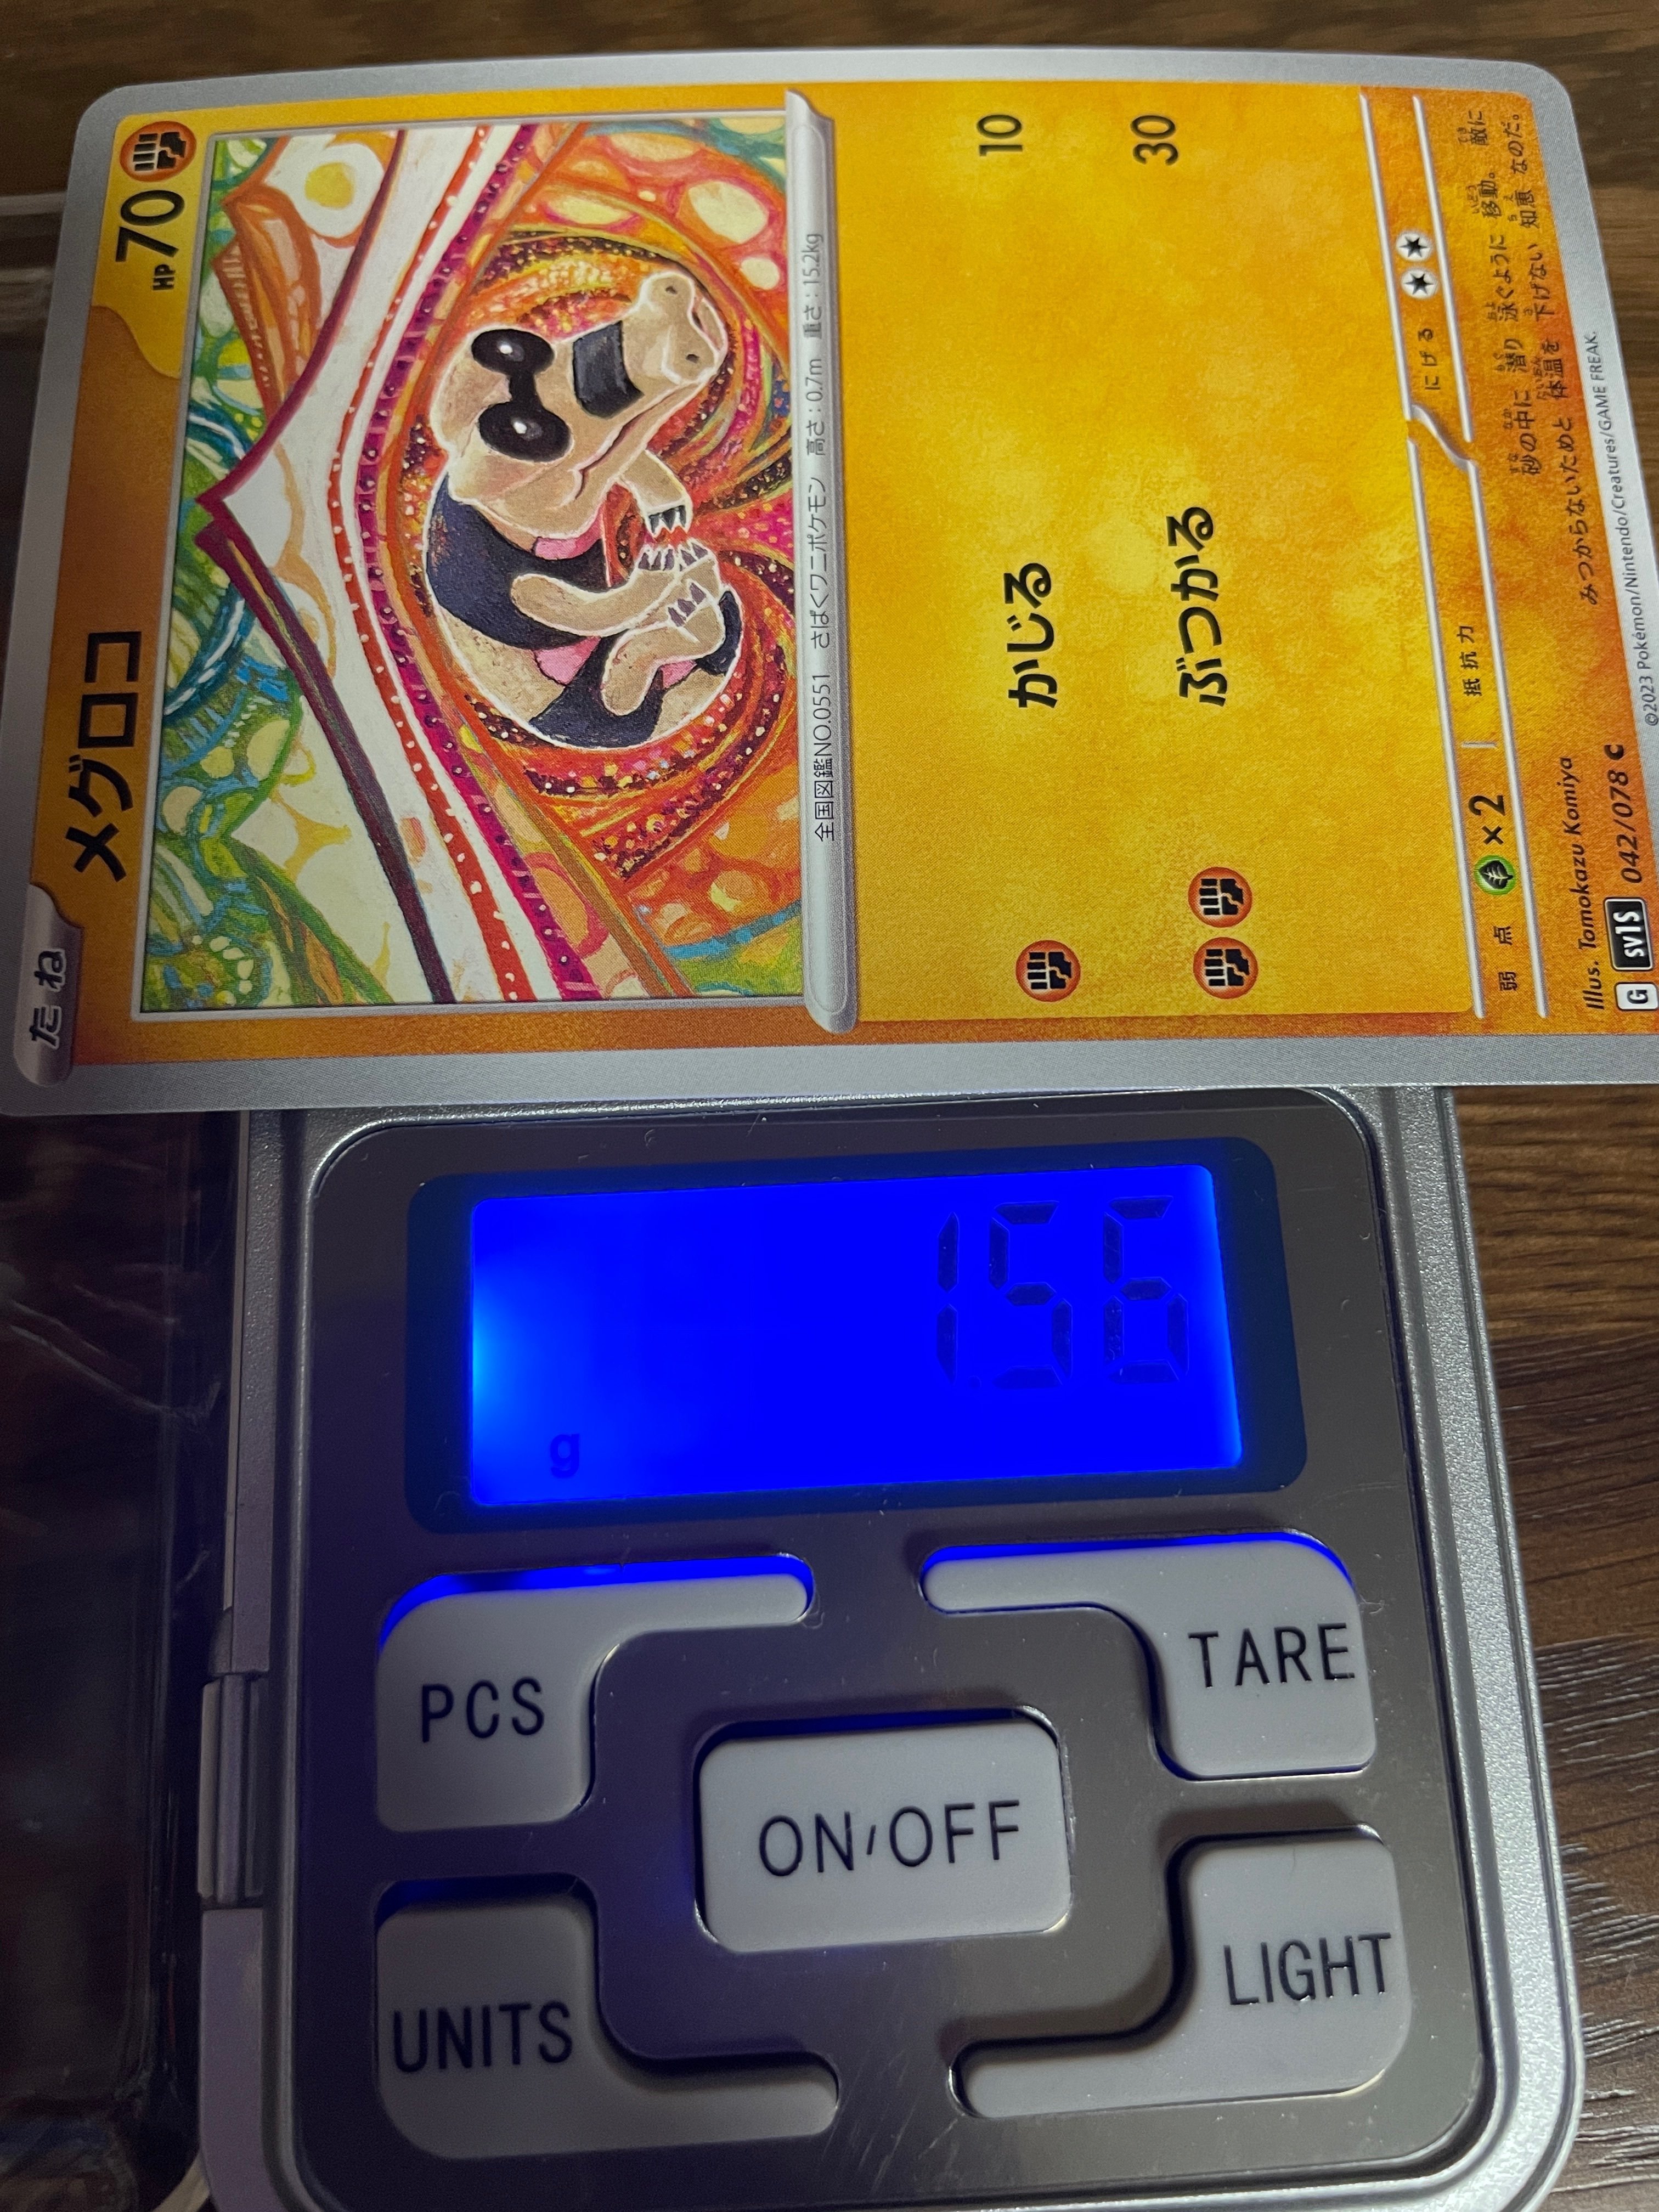 たね
メグロコ
HP 70
全国図鑑NO.0551 さばくワニポケモン 高さ:0.7m 重さ:15.2kg
かじる 10
ぶつかる 30
弱点 ×2 抵抗力 にげる
砂の中に 潜り 泳ぐように 移動。 敵に
みつからないためと 体温を 下げない 知恵 なのだ。
Illus. Tomokazu Komiya
G sv1S 042/078 C
©2023 Pokémon/Nintendo/Creatures/GAME FREAK.
1.56
g
PCS
TARE
ON/OFF
UNITS
LIGHT